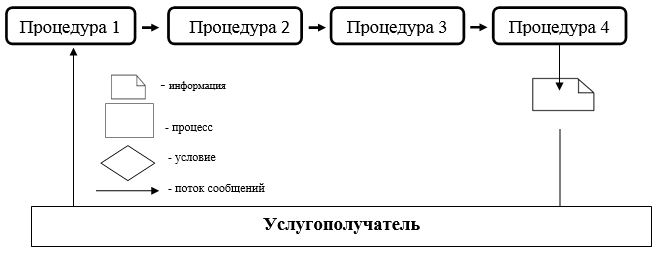 Процедура 1
Процедура 2
Процедура 3
Процедура 4
- информация
- процесс
- условие
- поток сообщений
Услугополучатель